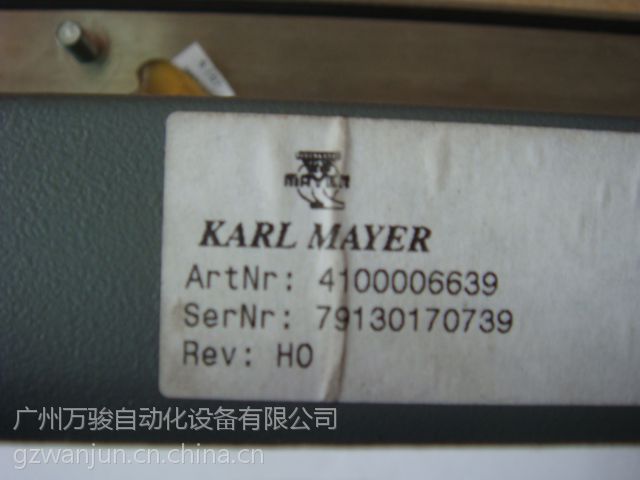 MAYER
KARL MAYER
ArtNr: 4100006639
SerNr: 79130170739
Rev: H0
广州万骏自动化设备有限公司
gzwanjun.cn.china.cn